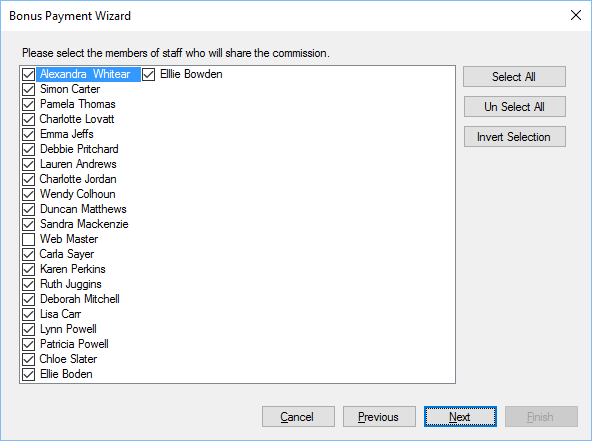 Bonus Payment Wizard
Please select the members of staff who will share the commission.
Alexandra  Whitear Elllie Bowden
Simon Carter
Pamela Thomas
Charlotte Lovatt
Emma Jeffs
Debbie Pritchard
Lauren Andrews
Charlotte Jordan
Wendy Colhoun
Duncan Matthews
Sandra Mackenzie
Web Master
Carla Sayer
Karen Perkins
Ruth Juggins
Deborah Mitchell
Lisa Carr
Lynn Powell
Patricia Powell
Chloe Slater
Ellie Boden
Select All
Un Select All
Invert Selection
Cancel Previous Next Finish